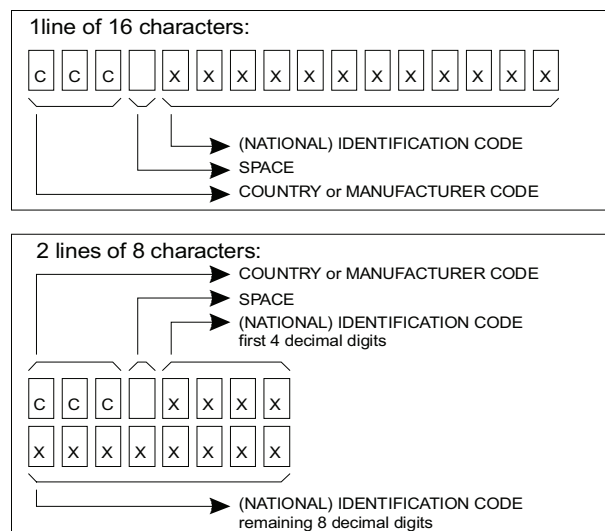 1line of 16 characters:
C C C X X X X X X X X X X X X
(NATIONAL) IDENTIFICATION CODE
SPACE
COUNTRY or MANUFACTURER CODE
2 lines of 8 characters:
COUNTRY or MANUFACTURER CODE
SPACE
(NATIONAL) IDENTIFICATION CODE
first 4 decimal digits
C C C X X X X
X X X X X X X X
(NATIONAL) IDENTIFICATION CODE
remaining 8 decimal digits